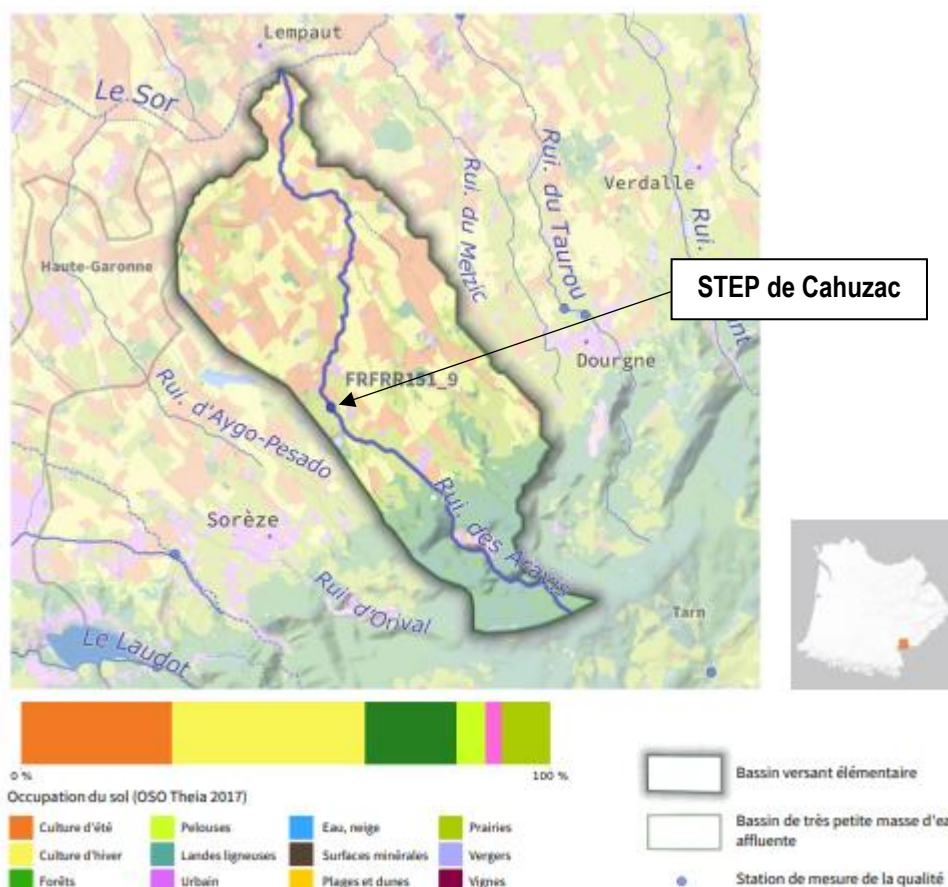 Lempaut
Le Sor
Rui. du Melzic
Rui. du Taurou
Verdalle
Rui.
Haute-Garonne
STEP de Cahuzac
Dourgne
FRFRR151_9
Rui. d'Aygo-Pesado
Sorèze
Rui. des Avaris
Rui. d'Orival
Tarn
Le Laudot
0 %
100 %
Occupation du sol (OSO Theia 2017)
Culture d'été
Pelouses
Eau, neige
Prairies
Culture d'hiver
Landes ligneuses
Surfaces minérales
Vergers
Forêts
Urbain
Plages et dunes
Vignes
Bassin versant élémentaire
Bassin de très petite masse d'ea
affluente
Station de mesure de la qualité